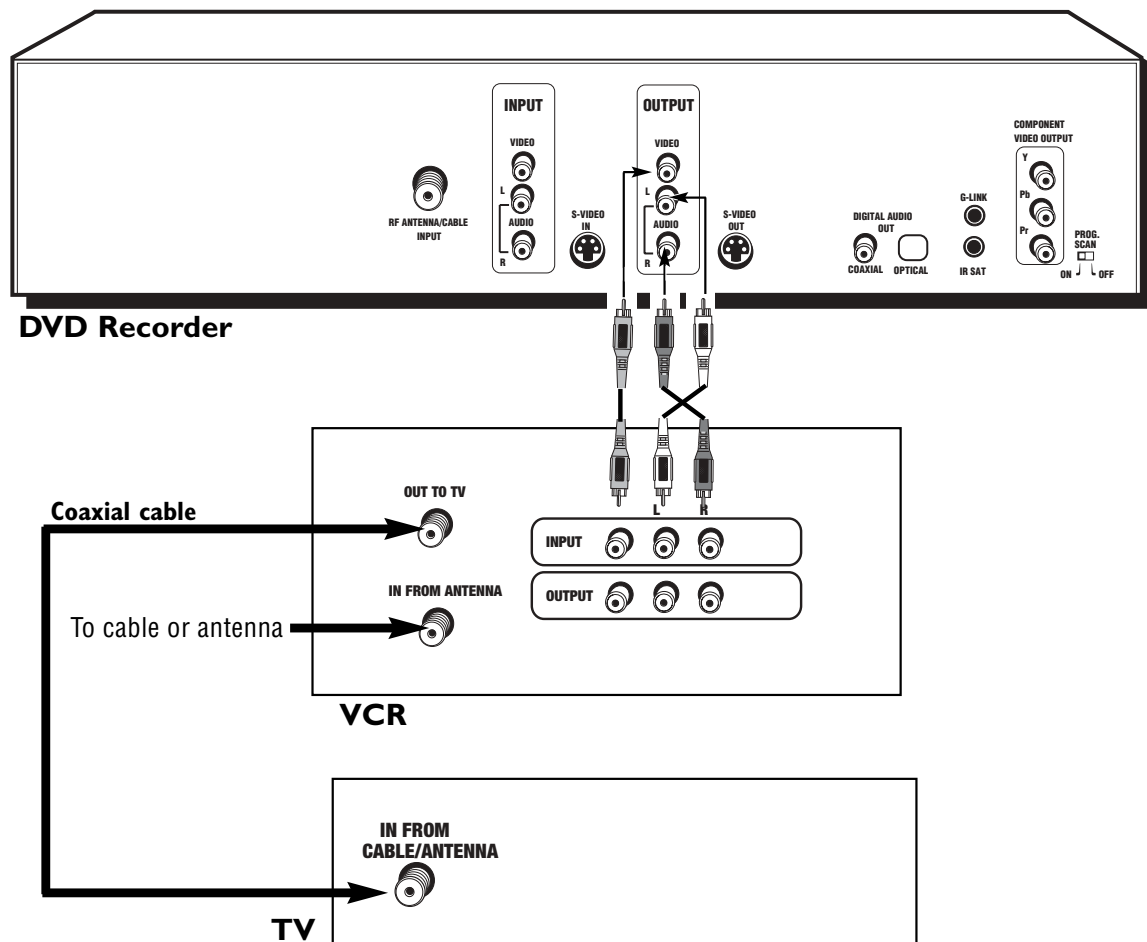 INPUT
VIDEO
L
AUDIO
R
RF ANTENNA/CABLE
INPUT
S-VIDEO
IN
OUTPUT
VIDEO
L
AUDIO
R
S-VIDEO
OUT
DIGITAL AUDIO
OUT
COAXIAL
OPTICAL
G-LINK
IR SAT
COMPONENT
VIDEO OUTPUT
Y
Pb
Pr
PROG.
SCAN
ON
OFF
DVD Recorder
Coaxial cable
OUT TO TV
L
R
INPUT
IN FROM ANTENNA
OUTPUT
To cable or antenna
VCR
IN FROM
CABLE/ANTENNA
TV